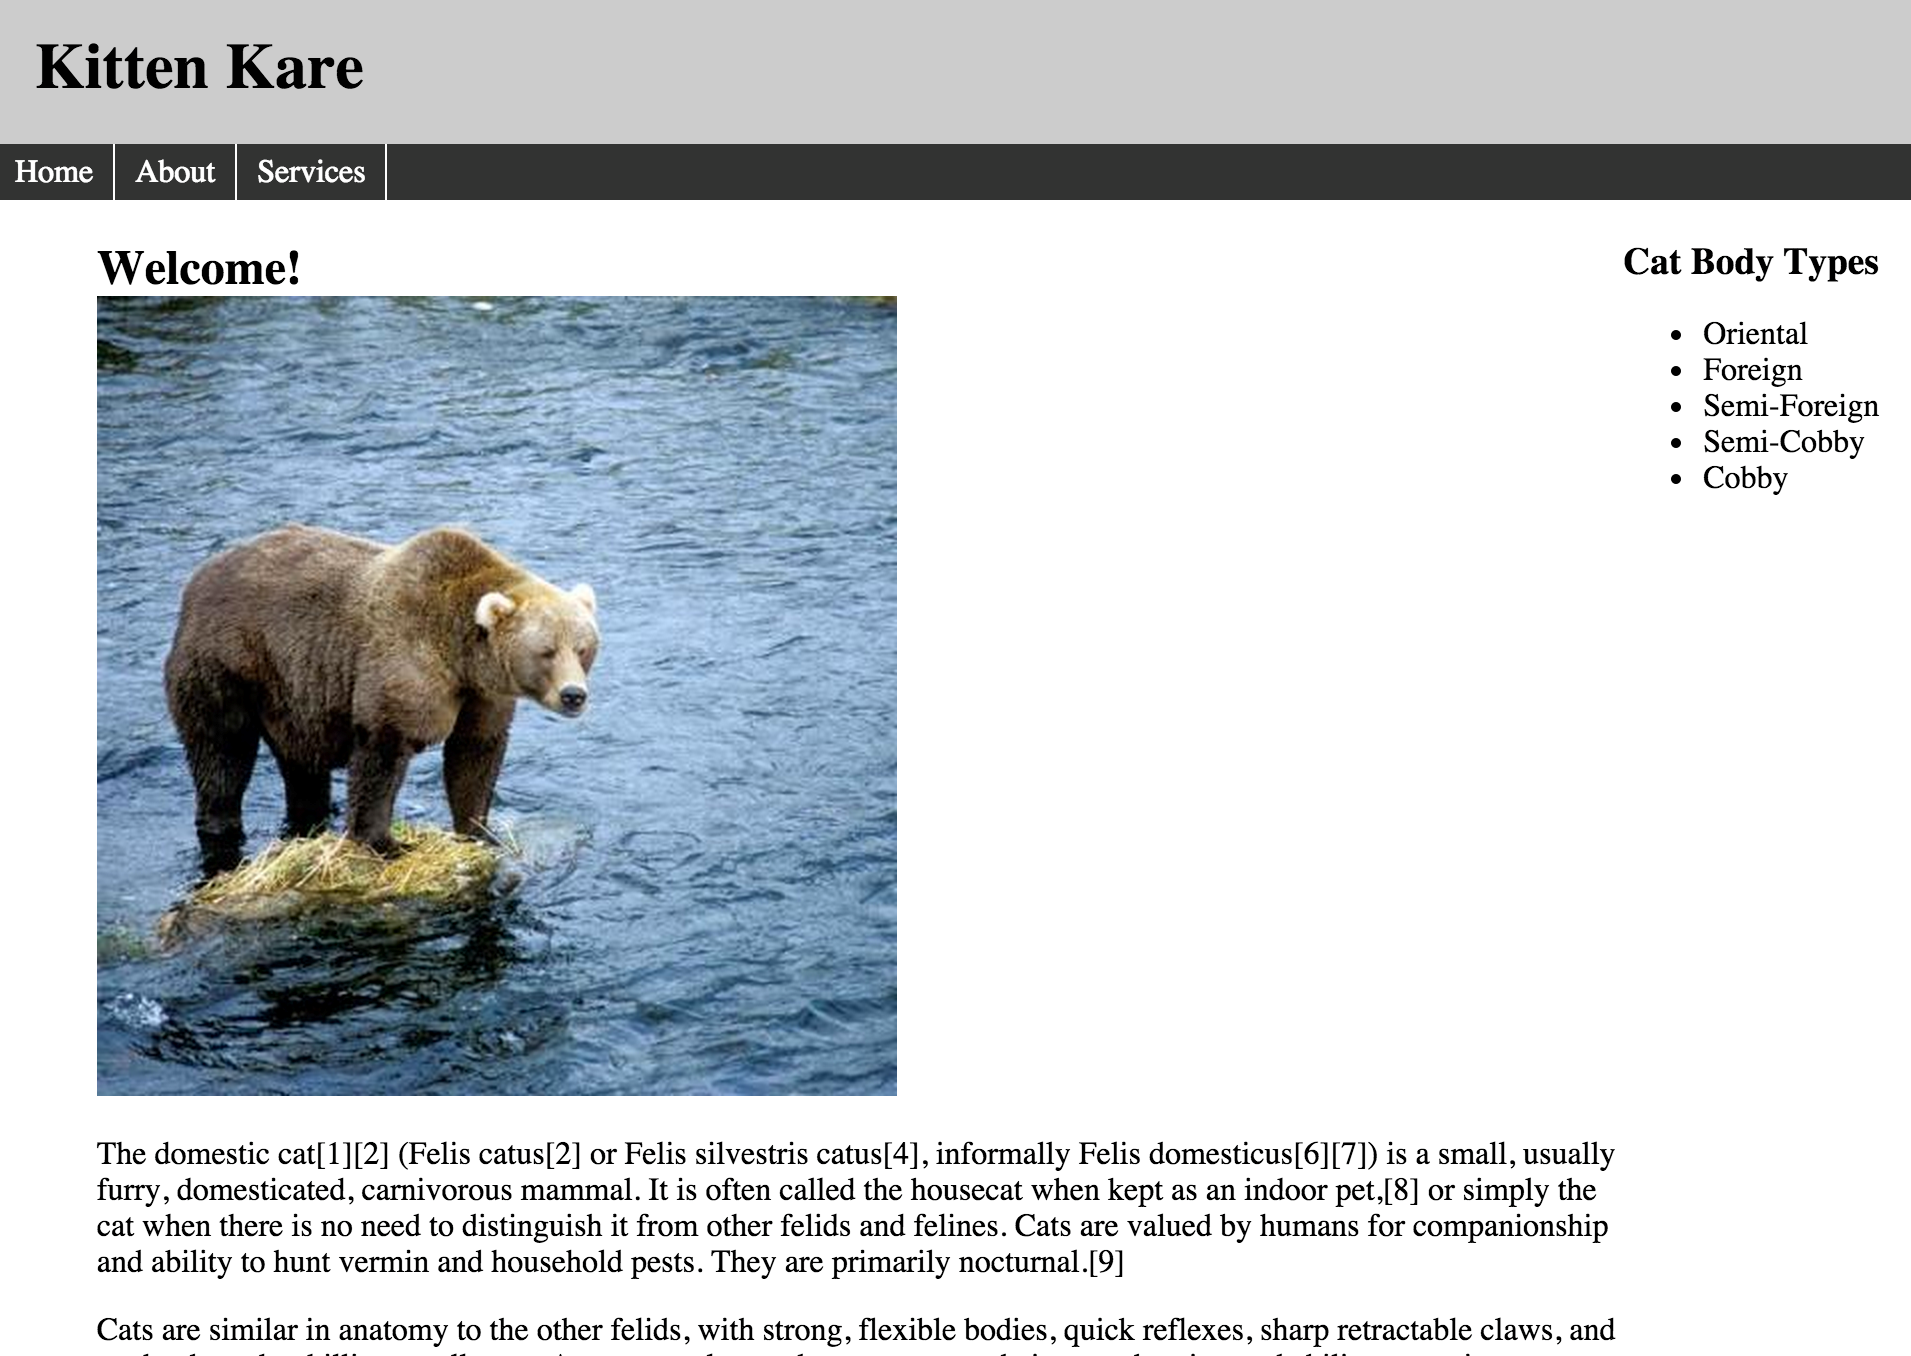 Kitten Kare
Home
About
Services
Welcome!
The domestic cat[1][2] (Felis catus[2] or Felis silvestris catus[4], informally Felis domesticus[6][7]) is a small, usually
furry, domesticated, carnivorous mammal. It is often called the housecat when kept as an indoor pet,[8] or simply the
cat when there is no need to distinguish it from other felids and felines. Cats are valued by humans for companionship
and ability to hunt vermin and household pests. They are primarily nocturnal.[9]
Cats are similar in anatomy to the other felids, with strong, flexible bodies, quick reflexes, sharp retractable claws, and
Cat Body Types
Oriental
Foreign
Semi-Foreign
Semi-Cobby
Cobby